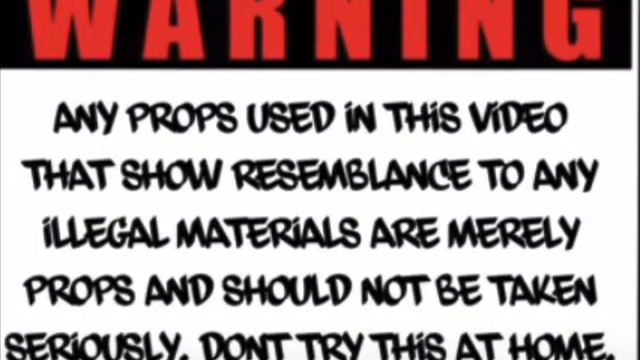 WARNING
ANY PROPS USED iN THiS ViDEO
THAT SHOW RESEMBLANCE TO ANY
iLLEGAL MATERiALS ARE MERELY
PROPS AND SHOULD NOT BE TAKEN
SERiOUSLY. DONT TRY THiS AT HOME.